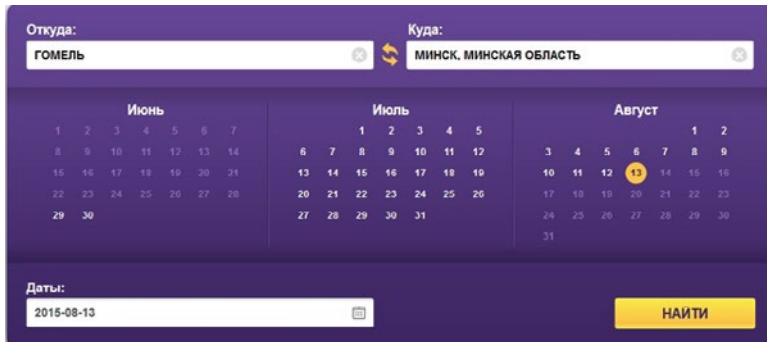 Откуда: Куда:
ГОМЕЛЬ МИНСК, МИНСКАЯ ОБЛАСТЬ
Июнь Июль Август
1 2 3 4 5 6 7 1 2 3 4 5 1 2
8 9 10 11 12 13 14 6 7 8 9 10 11 12 3 4 5 6 7 8 9
15 16 17 18 19 20 21 13 14 15 16 17 18 19 10 11 12 13 14 15 16
22 23 24 25 26 27 28 20 21 22 23 24 25 26 17 18 19 20 21 22 23
29 30 27 28 29 30 31 24 25 26 27 28 29 30
31
Даты:
2015-08-13 НАЙТИ